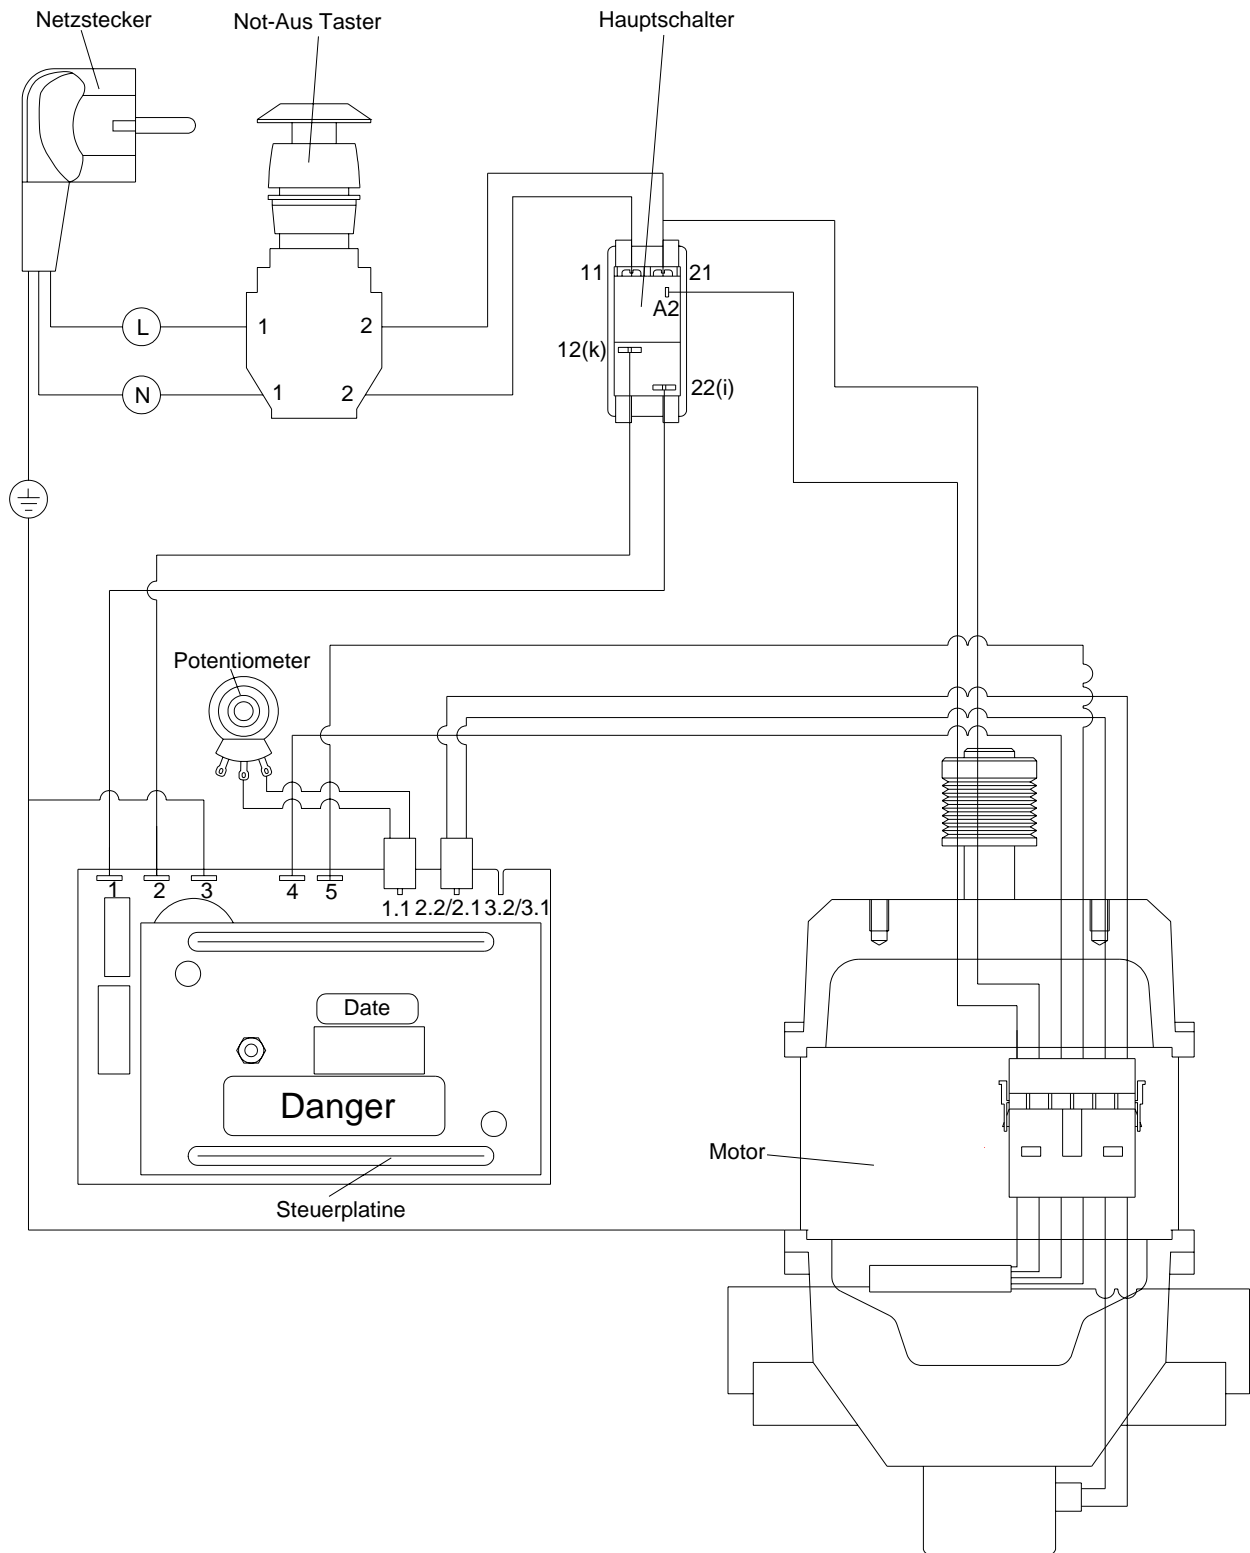 Netzstecker
Not-Aus Taster
Hauptschalter
11
21
A2
L
1
2
12(k)
N
1
2
22(i)
Potentiometer
1
2
3
4
5
1.1
2.2/2.1
3.2/3.1
Date
Danger
Motor
Steuerplatine